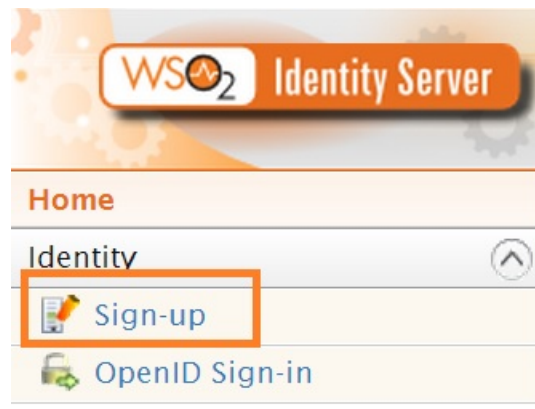 WSO2 Identity Server
Home
Identity
Sign-up
OpenID Sign-in